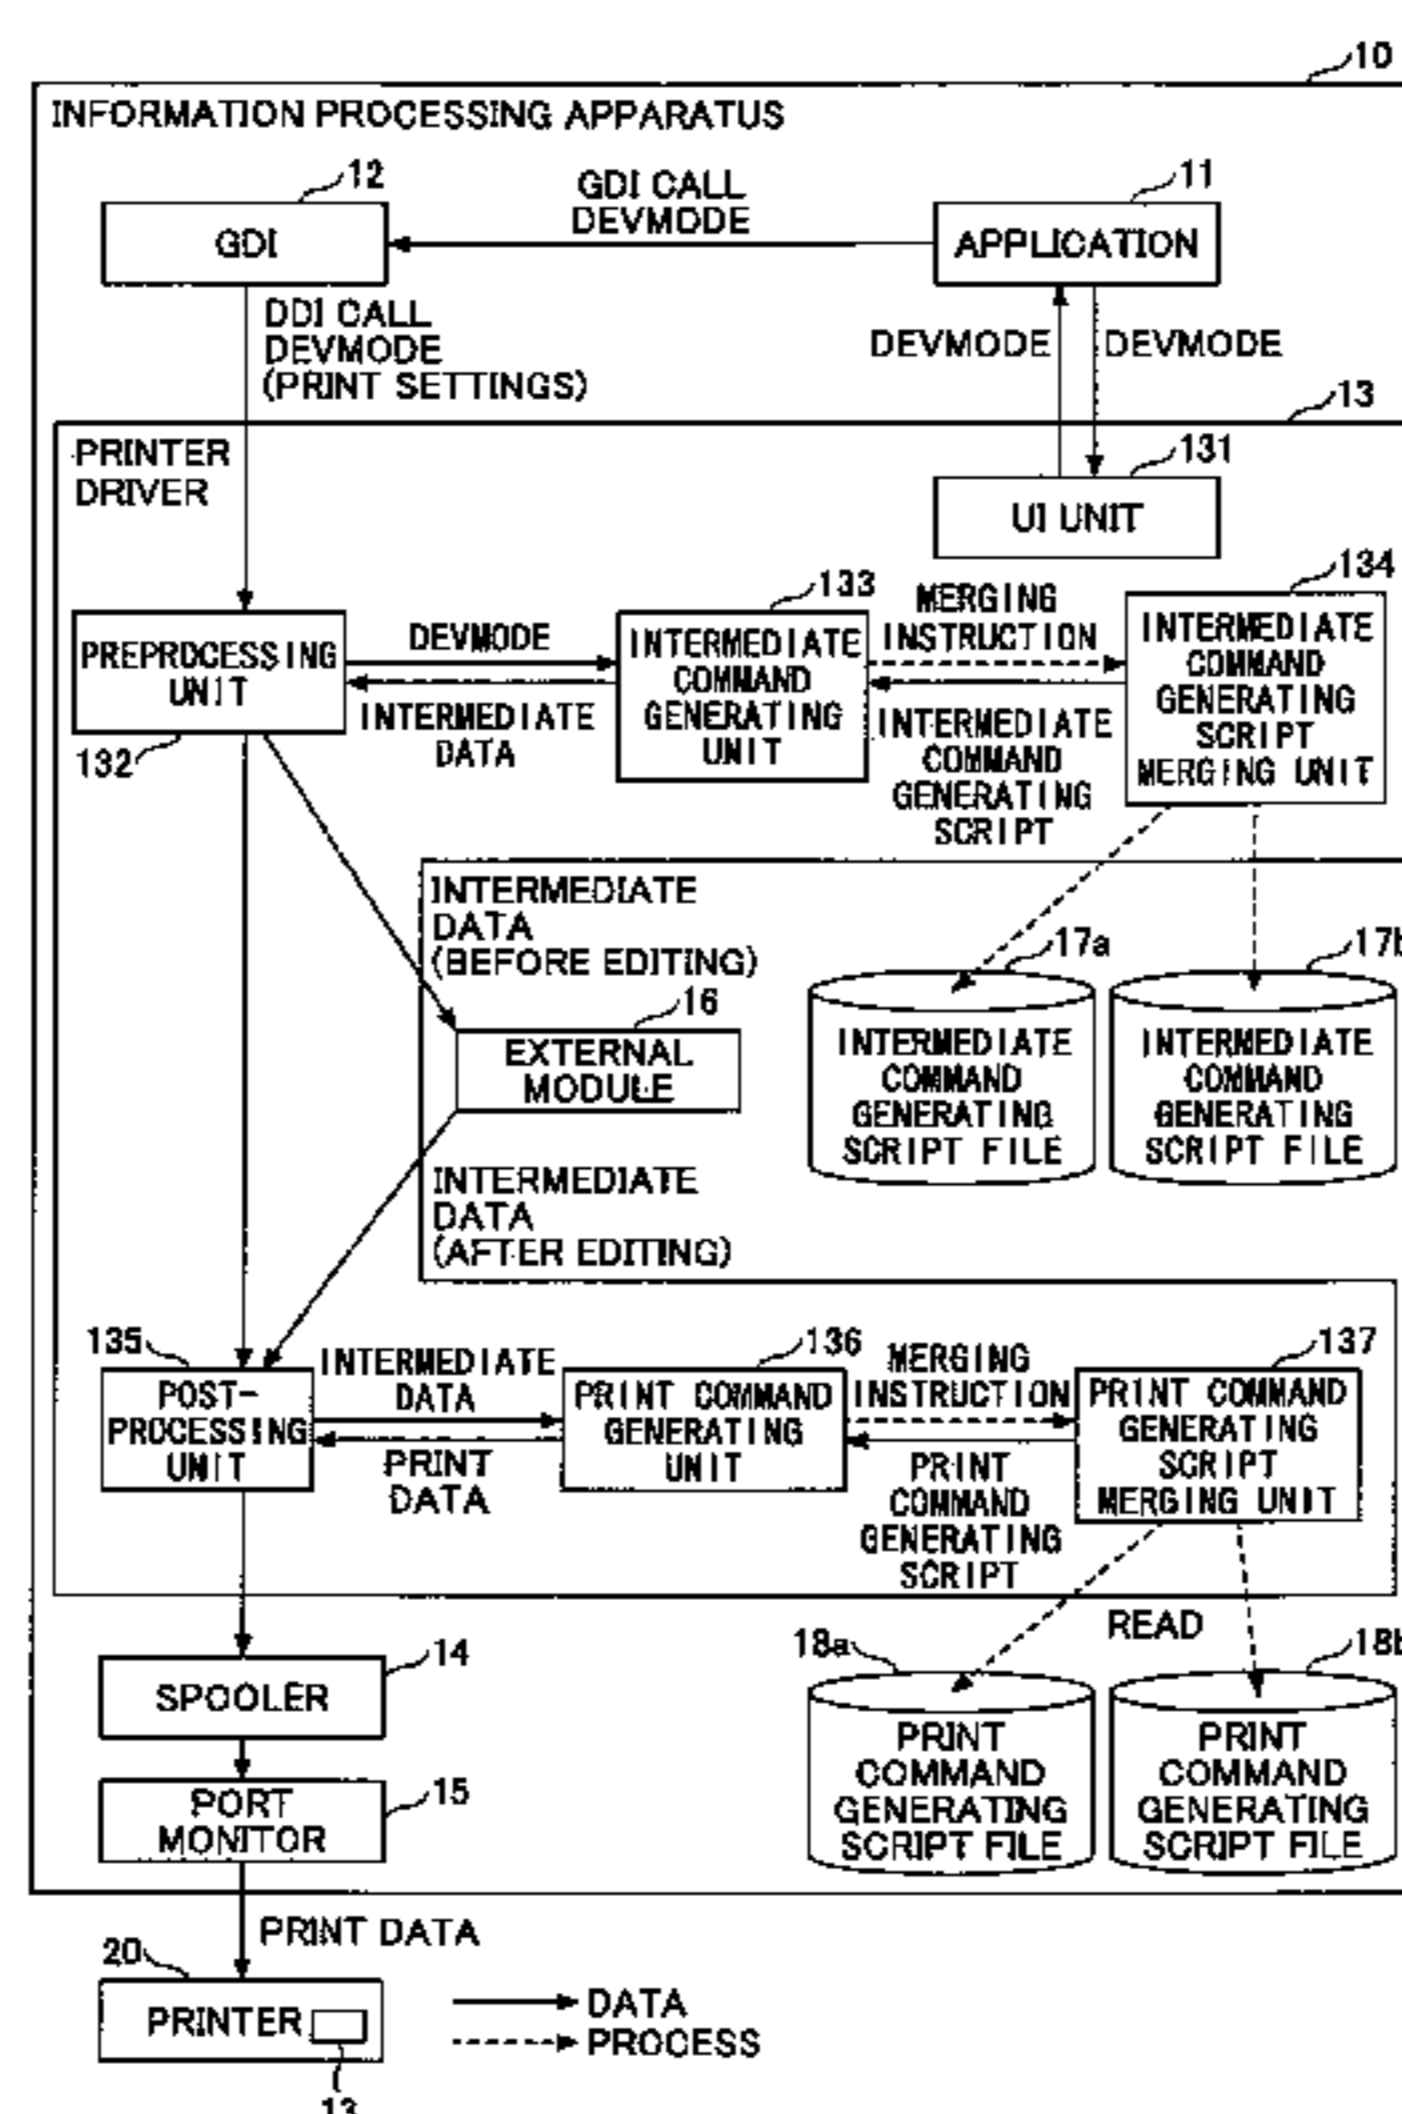 10
INFORMATION PROCESSING APPARATUS
12
GDI CALL
DEVMODE
11
GDI
APPLICATION
DDI CALL
DEVMODE
(PRINT SETTINGS)
DEVMODE
DEVMODE
13
PRINTER
DRIVER
131
UI UNIT
133
MERGING
INSTRUCTION
134
PREPROCESSING
UNIT
132
DEVMODE
INTERMEDIATE
DATA
INTERMEDIATE
COMMAND
GENERATING
UNIT
INTERMEDIATE
COMMAND
GENERATING
SCRIPT
INTERMEDIATE
COMMAND
GENERATING
SCRIPT
MERGING UNIT
INTERMEDIATE
DATA
(BEFORE EDITING)
17a
17b
16
EXTERNAL
MODULE
INTERMEDIATE
COMMAND
GENERATING
SCRIPT FILE
INTERMEDIATE
COMMAND
GENERATING
SCRIPT FILE
INTERMEDIATE
DATA
(AFTER EDITING)
135
INTERMEDIATE
DATA
136
MERGING
INSTRUCTION
137
POST-
PROCESSING
UNIT
PRINT
DATA
PRINT COMMAND
GENERATING
UNIT
PRINT
COMMAND
GENERATING
SCRIPT
PRINT COMMAND
GENERATING
SCRIPT
MERGING UNIT
READ
14
SPOOLER
18a
18b
PRINT
COMMAND
GENERATING
SCRIPT FILE
PRINT
COMMAND
GENERATING
SCRIPT FILE
15
PORT
MONITOR
PRINT DATA
20
PRINTER
13
DATA
PROCESS